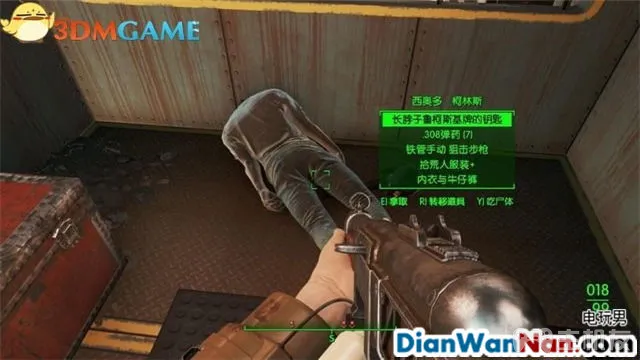 3DMGAME
西奥多 柯林斯
长脖子鲁柯斯基牌的钥匙
.308弹药 (7)
铁管手动 狙击步枪
拾荒人服装+
内衣与牛仔裤
E)拿取 R)转移道具 Y)吃尸体
018
99
S
电玩男
DianWanNan.com